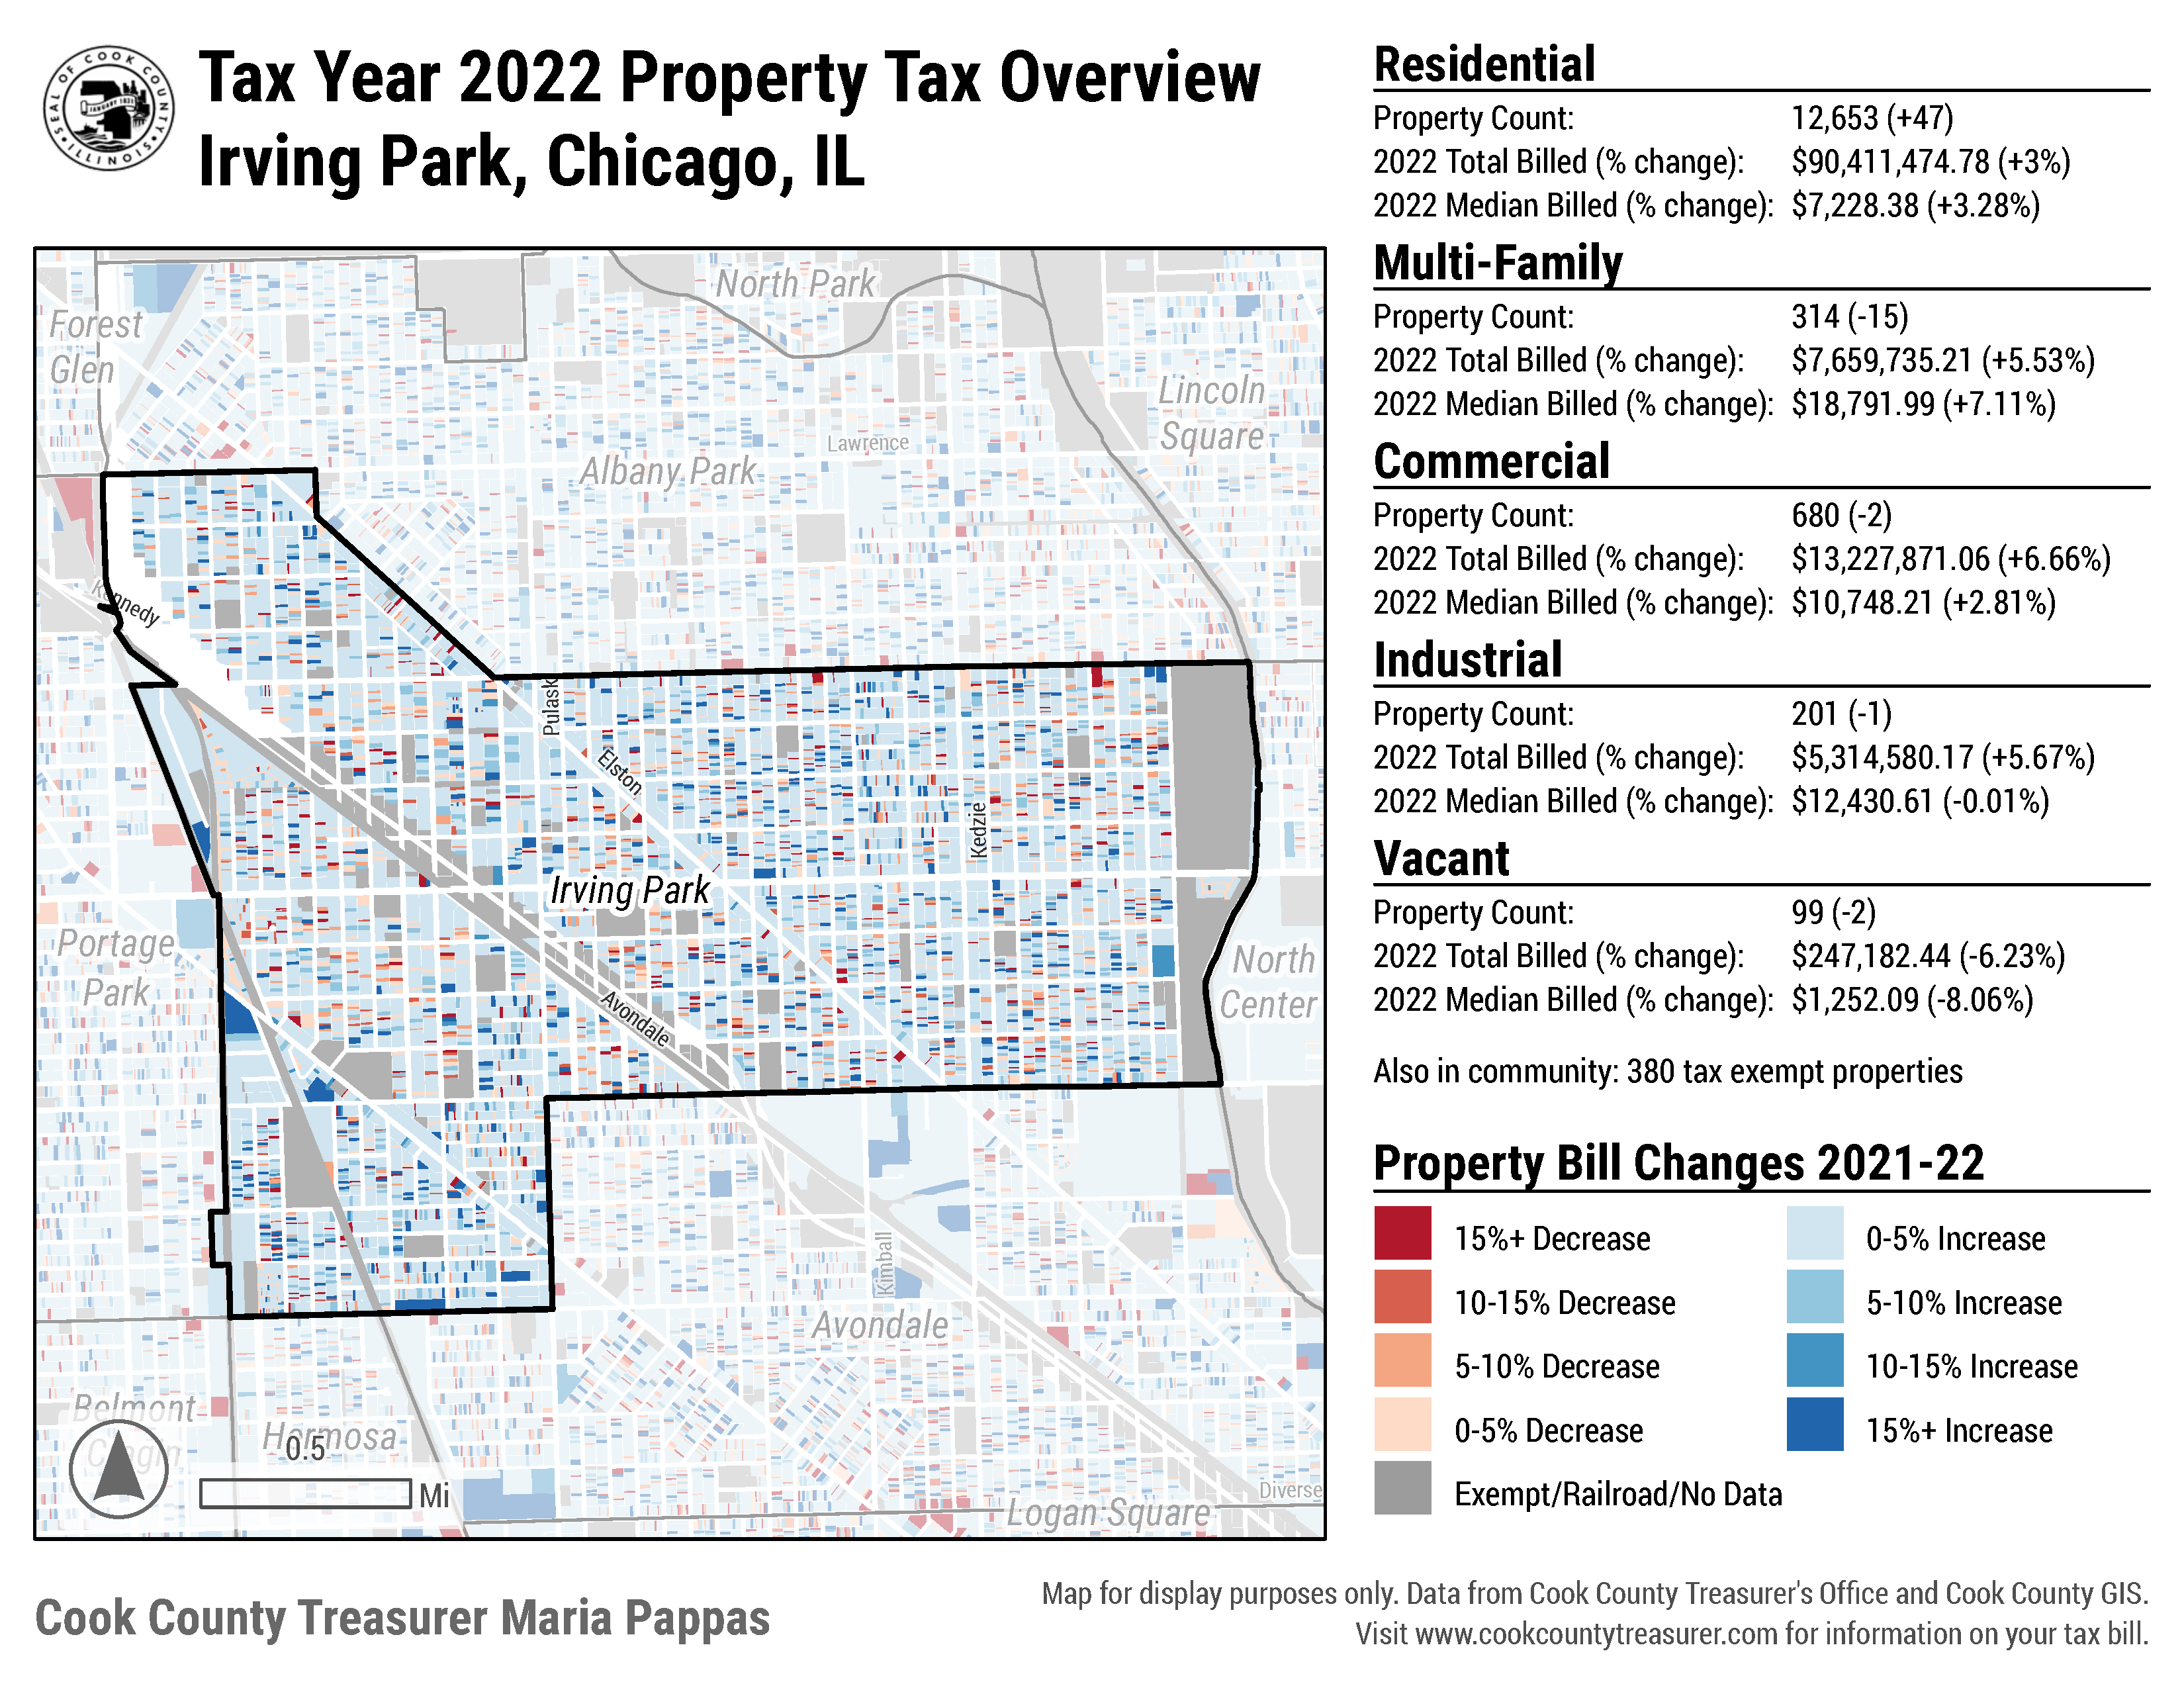 SEAL OF COOK COUNTY
ILLINOIS
JANUARY 1831
Tax Year 2022 Property Tax Overview
Irving Park, Chicago, IL
North Park
Forest
Glen
Lincoln
Square
Lawrence
Albany Park
Kennedy
Pulaski
Elston
Kedzie
Irving Park
Portage
Park
North
Center
Avondale
Kimball
Avondale
Belmont
Cragin
Hermosa
0.5
Mi
Diverse
Logan Square
Residential
Property Count: 12,653 (+47)
2022 Total Billed (% change): $90,411,474.78 (+3%)
2022 Median Billed (% change): $7,228.38 (+3.28%)
Multi-Family
Property Count: 314 (-15)
2022 Total Billed (% change): $7,659,735.21 (+5.53%)
2022 Median Billed (% change): $18,791.99 (+7.11%)
Commercial
Property Count: 680 (-2)
2022 Total Billed (% change): $13,227,871.06 (+6.66%)
2022 Median Billed (% change): $10,748.21 (+2.81%)
Industrial
Property Count: 201 (-1)
2022 Total Billed (% change): $5,314,580.17 (+5.67%)
2022 Median Billed (% change): $12,430.61 (-0.01%)
Vacant
Property Count: 99 (-2)
2022 Total Billed (% change): $247,182.44 (-6.23%)
2022 Median Billed (% change): $1,252.09 (-8.06%)
Also in community: 380 tax exempt properties
Property Bill Changes 2021-22
15%+ Decrease
10-15% Decrease
5-10% Decrease
0-5% Decrease
Exempt/Railroad/No Data
0-5% Increase
5-10% Increase
10-15% Increase
15%+ Increase
Cook County Treasurer Maria Pappas
Map for display purposes only. Data from Cook County Treasurer's Office and Cook County GIS.
Visit www.cookcountytreasurer.com for information on your tax bill.